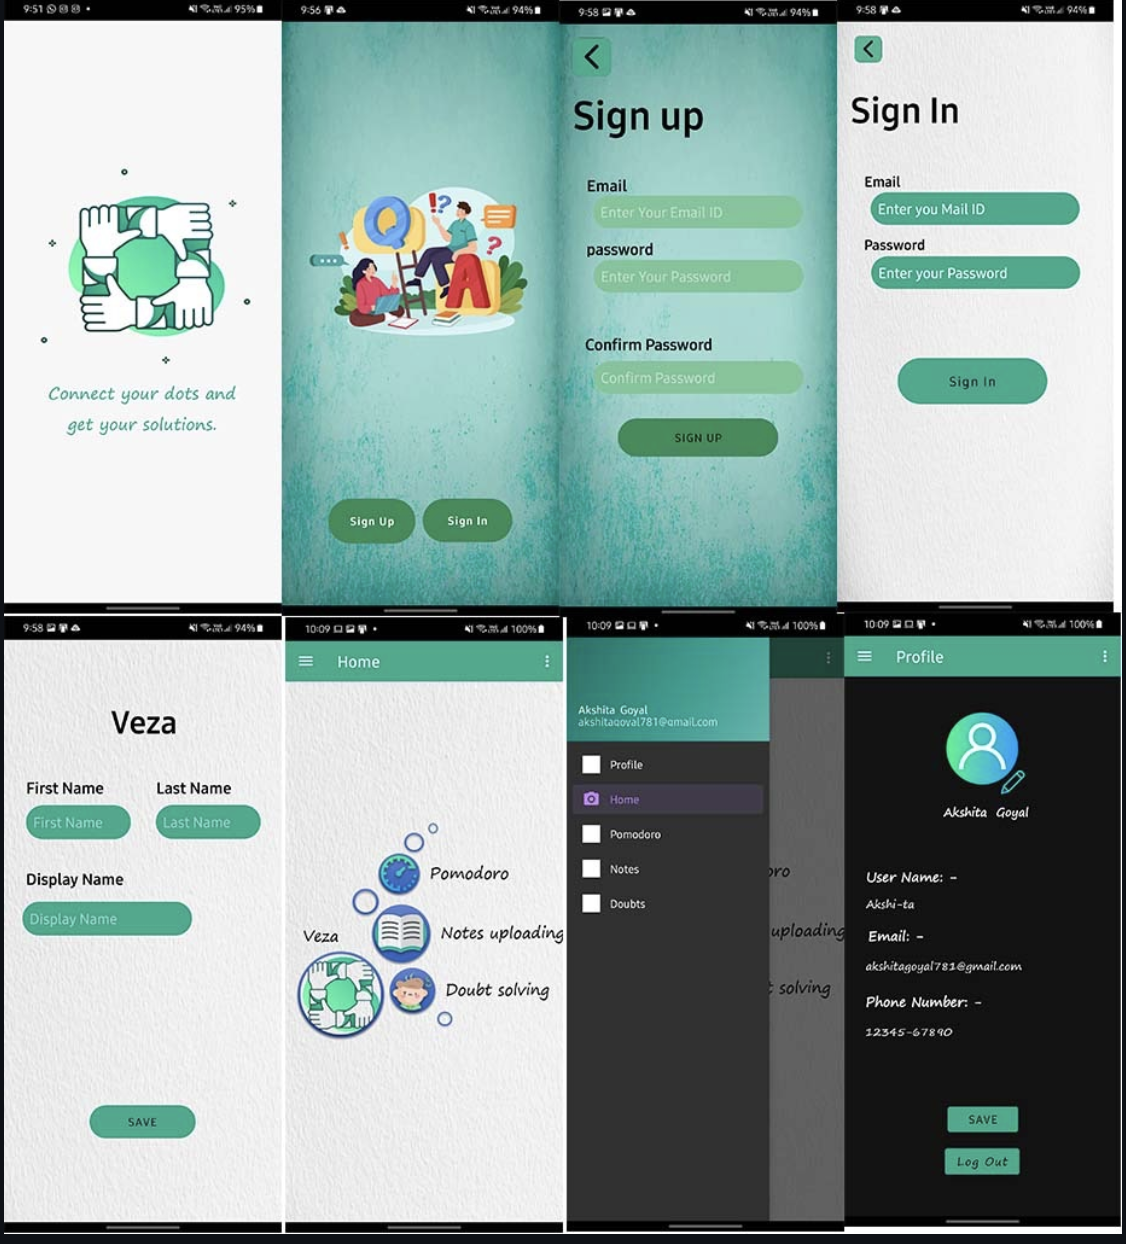 9:51
95%
Connect your dots and
get your solutions.
9:56
94%
Q
!?
!
?
A
Sign Up
Sign In
9:58
94%
Sign up
Email
Enter Your Email ID
password
Enter Your Password
Confirm Password
Confirm Password
SIGN UP
9:58
94%
Sign In
Email
Enter you Mail ID
Password
Enter your Password
Sign In
9:58
94%
Veza
First Name
Last Name
First Name
Last Name
Display Name
Display Name
SAVE
10:09
100%
Home
Pomodoro
Notes uploading
Veza
Doubt solving
10:09
100%
Akshita Goyal
akshitagoyal781@gmail.com
Profile
Home
Pomodoro
Notes
Doubts
oro
uploading
t solving
10:09
100%
Profile
Akshita Goyal
User Name: -
Akshi-ta
Email: -
akshitagoyal781@gmail.com
Phone Number: -
12345-67890
SAVE
Log Out